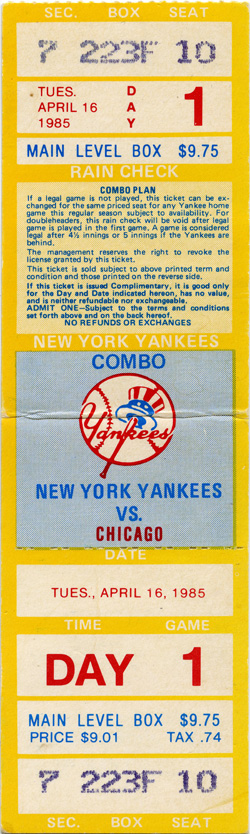 SEC. BOX SEAT
7 223F 10
TUES.
APRIL 16
1985
DAY
1
MAIN LEVEL BOX $9.75
RAIN CHECK
COMBO PLAN
If a legal game is not played, this ticket can be ex-
changed for the same priced seat for any Yankee home
game this regular season subject to availability. For
doubleheaders, this rain check will be void after legal
game is played in the first game. A game is considered
legal after 4½ innings or 5 innings if the Yankees are
behind.
The management reserves the right to revoke the
license granted by this ticket.
This ticket is sold subject to above printed term and
condition and those printed on the reverse side.
If this ticket is issued Complimentary, it is good only
for the Day and Date indicated hereon, has no value,
and is neither refundable nor exchangeable.
ADMIT ONE–Subject to the terms and conditions
set forth above and on the back hereof.
NO REFUNDS OR EXCHANGES
NEW YORK YANKEES
COMBO
Yankees
NEW YORK YANKEES
VS.
CHICAGO
DATE
TUES., APRIL 16, 1985
TIME GAME
DAY 1
MAIN LEVEL BOX $9.75
PRICE $9.01 TAX .74
7 223F 10
SEC. BOX SEAT